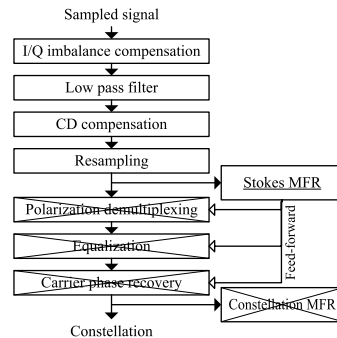 Sampled signal
I/Q imbalance compensation
Low pass filter
CD compensation
Resampling
Stokes MFR
Polarization demultiplexing
Feed-forward
Equalization
Carrier phase recovery
Constellation MFR
Constellation